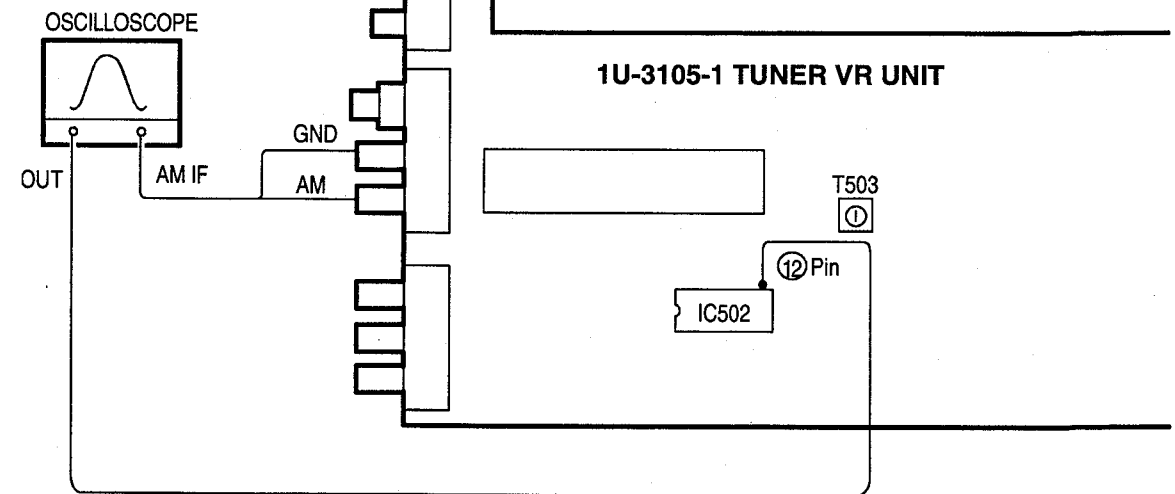 OSCILLOSCOPE
1U-3105-1 TUNER VR UNIT
GND
OUT
AM IF
AM
T503
⑫Pin
IC502